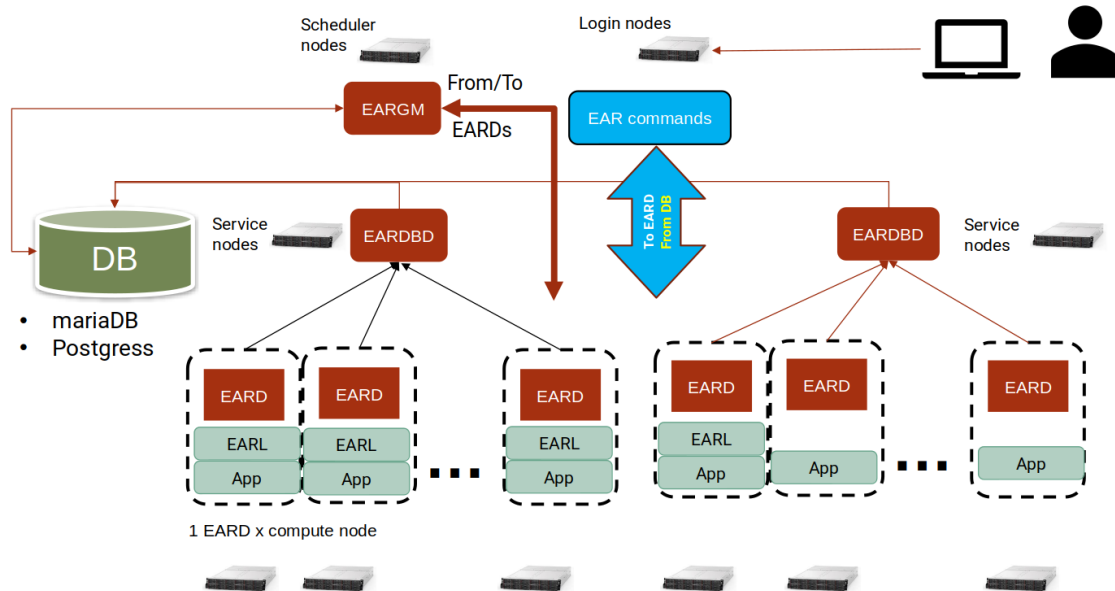 Scheduler
nodes
Login nodes
From/To
EARGM
EARDs
EAR commands
To EARD
From DB
Service
nodes
EARDBD
EARDBD
Service
nodes
DB
• mariaDB
• Postgress
EARD
EARD
EARD
EARD
EARD
EARD
EARL
EARL
EARL
EARL
App
App
App
App
App
App
...
...
1 EARD x compute node